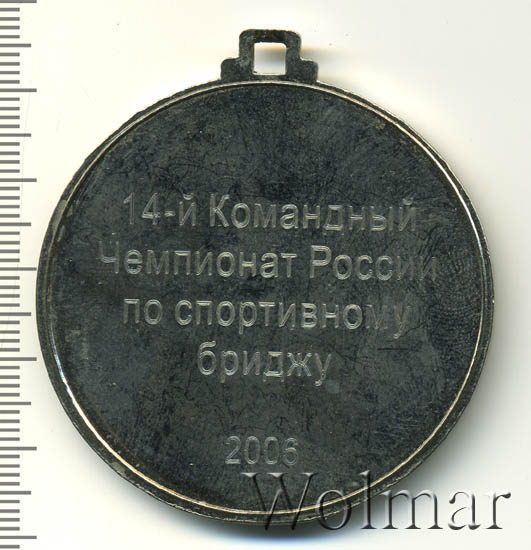 14-й Командный
Чемпионат России
по спортивному
бриджу
2006
Wolmar